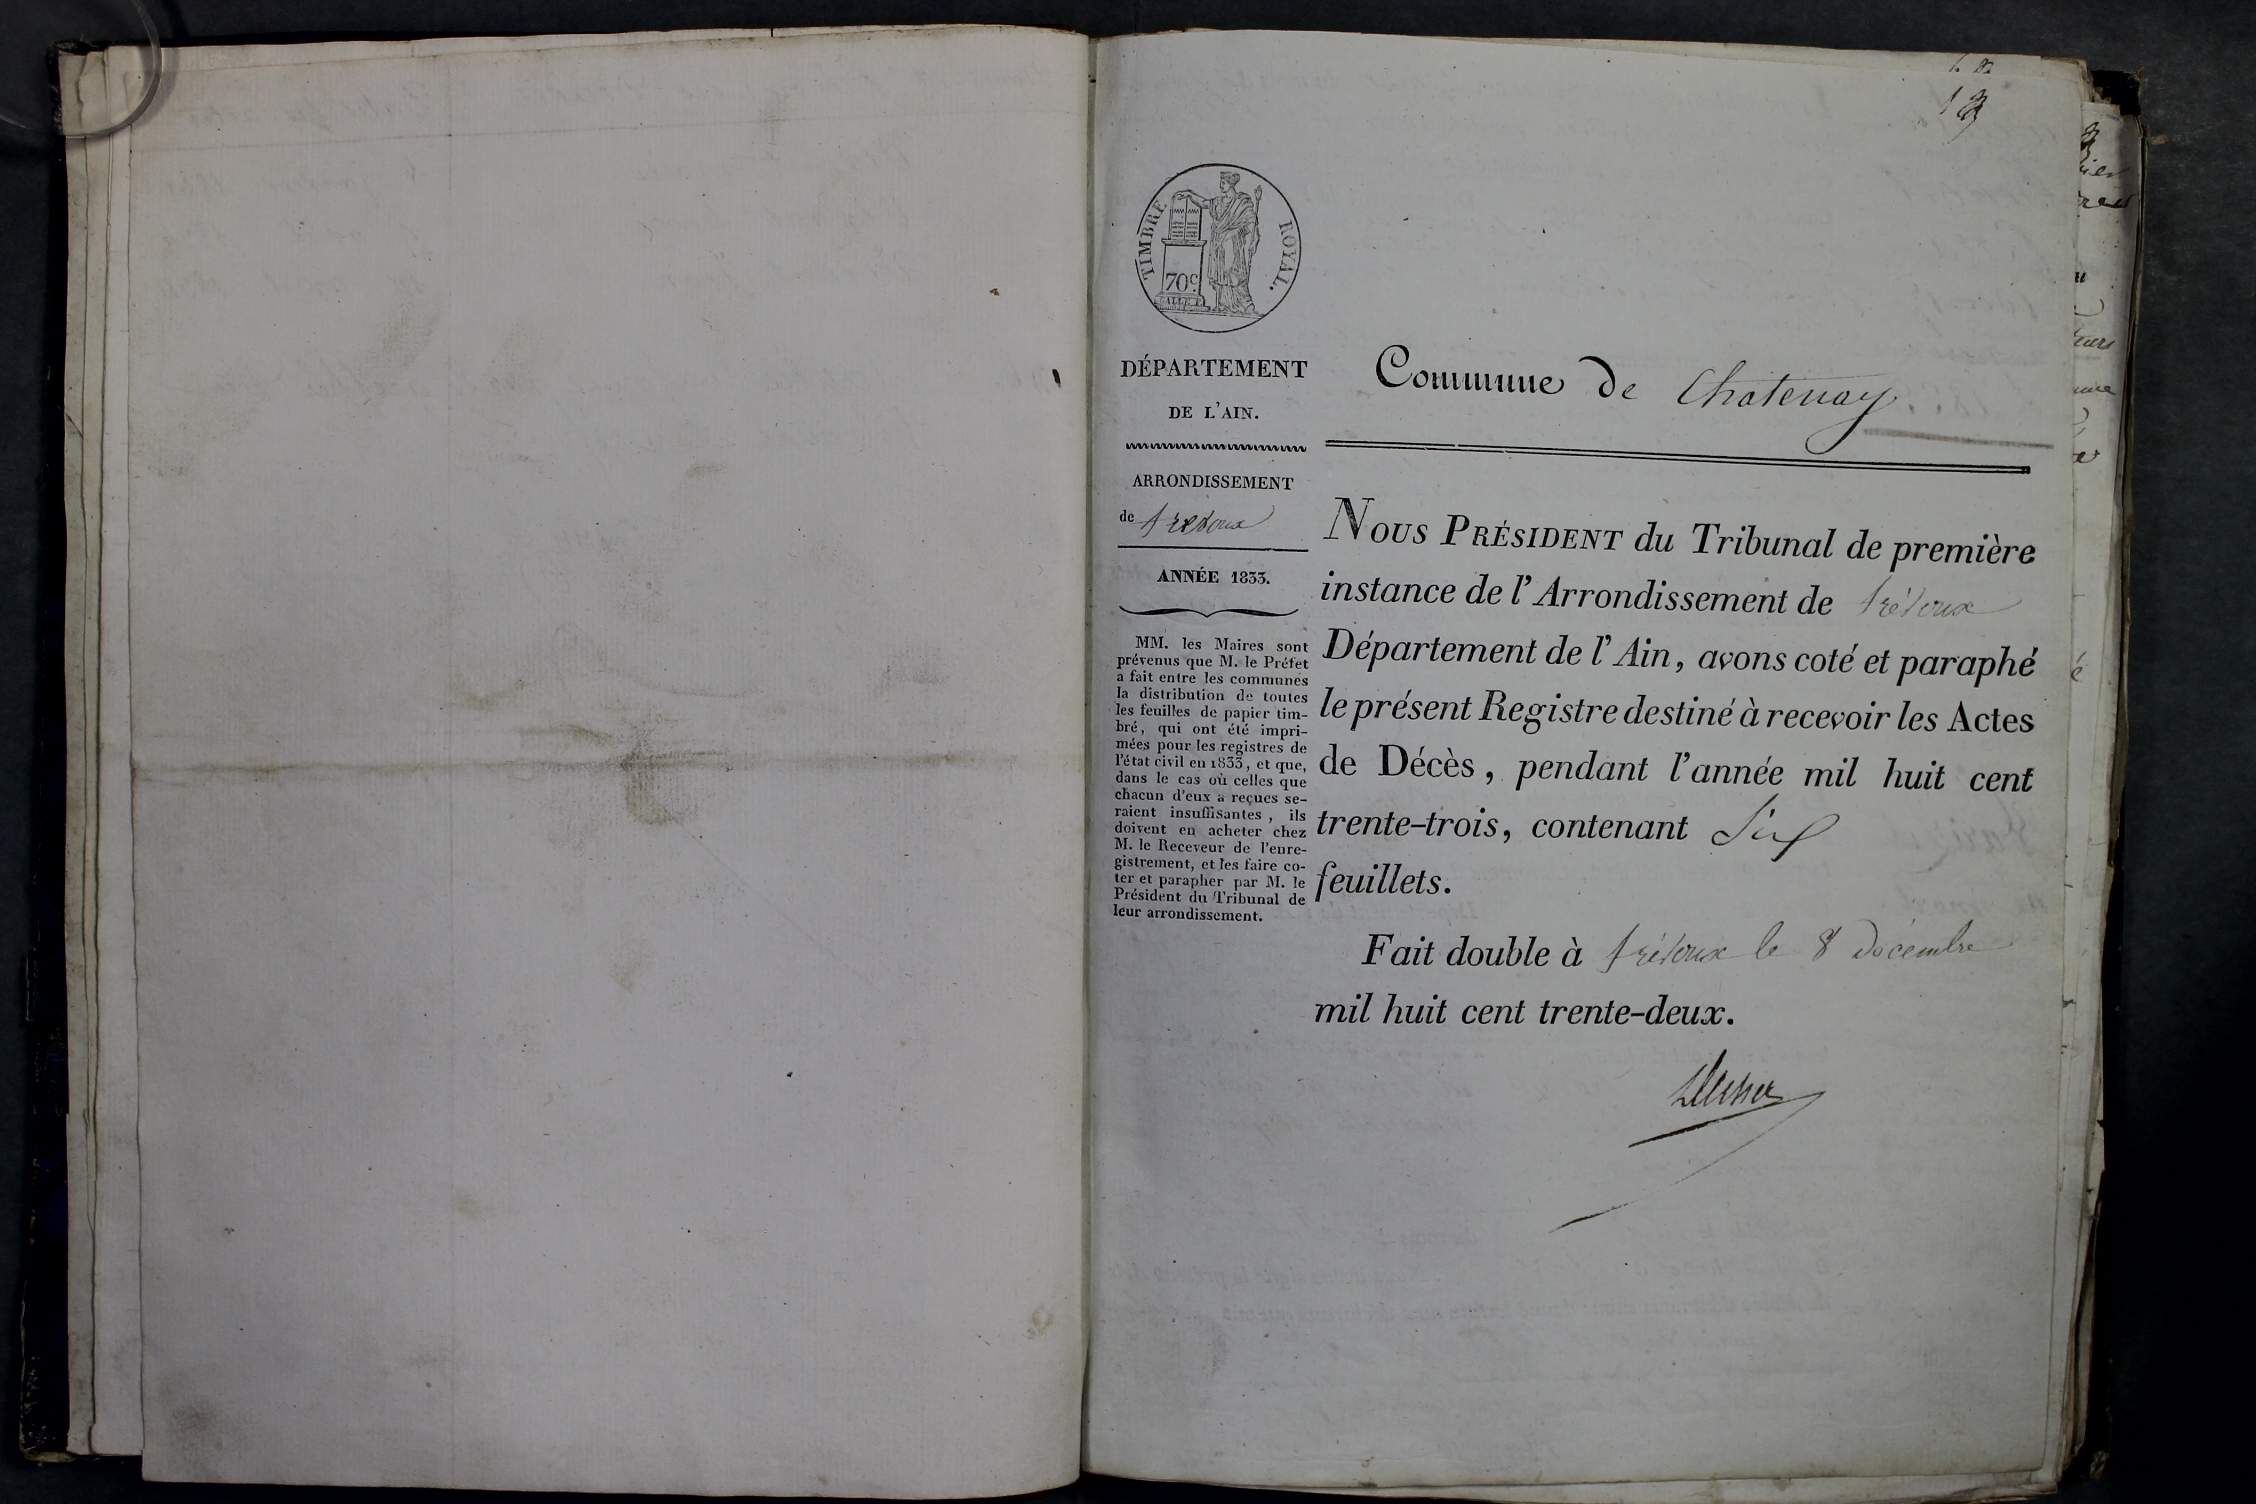 TIMBRE ROYAL.
70c.
DÉPARTEMENT
DE L'AIN.
ARRONDISSEMENT
de trevoux
ANNÉE 1833.
MM. les Maires sont
prévenus que M. le Préfet
a fait entre les communes
la distribution de toutes
les feuilles de papier tim-
bré, qui ont été impri-
mées pour les registres de
l'état civil en 1833, et que,
dans le cas où celles que
chacun d'eux a reçues se-
raient insuffisantes, ils
doivent en acheter chez
M. le Receveur de l'enre-
gistrement, et les faire co-
ter et parapher par M. le
Président du Tribunal de
leur arrondissement.
Commune de Chatenay
NOUS PRÉSIDENT du Tribunal de première
instance de l'Arrondissement de trévoux
Département de l'Ain, avons coté et paraphé
le présent Registre destiné à recevoir les Actes
de Décès, pendant l'année mil huit cent
trente-trois, contenant Six
feuillets.
Fait double à trévoux le 8 décembre
mil huit cent trente-deux.